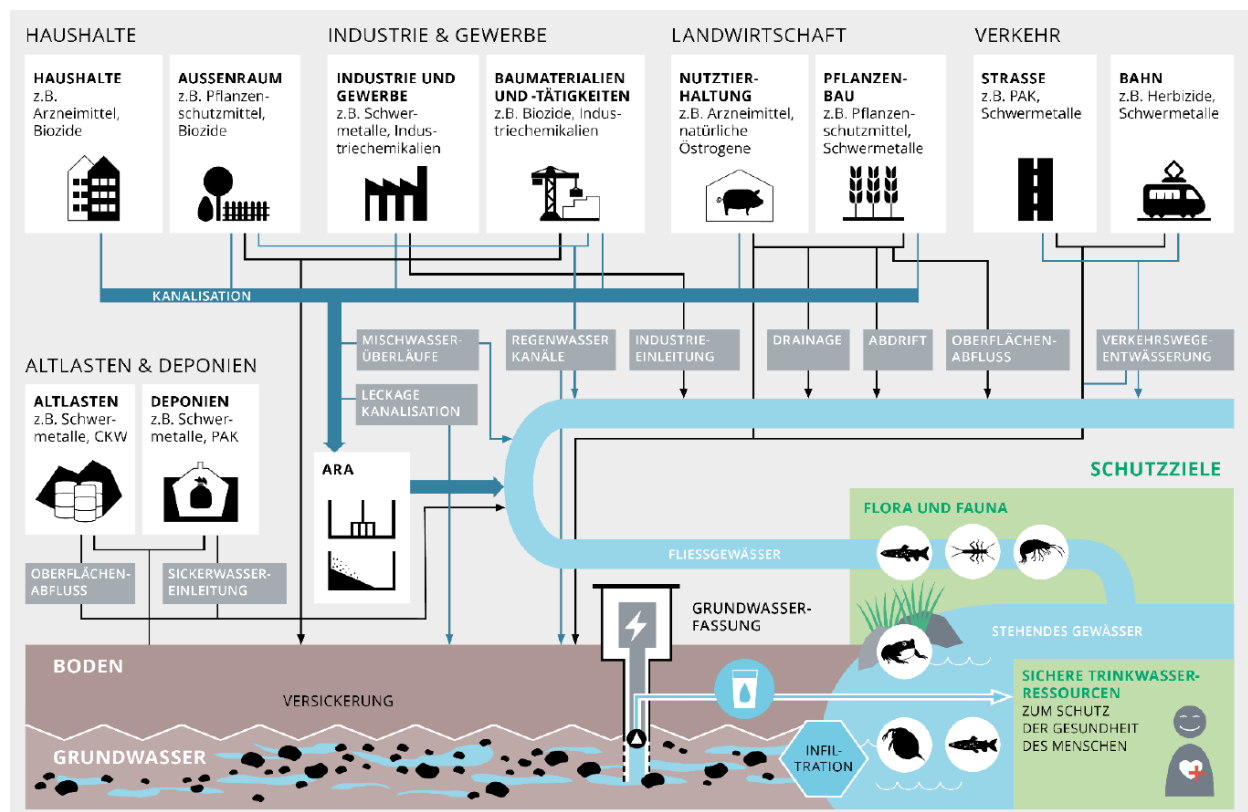 HAUSHALTE
INDUSTRIE & GEWERBE
LANDWIRTSCHAFT
VERKEHR
HAUSHALTE
z.B.
Arzneimittel,
Biozide
AUSSENRAUM
z.B. Pflanzen-
schutzmittel,
Biozide
INDUSTRIE UND
GEWERBE
z.B. Schwer-
metalle, Indus-
triechemikalien
BAUMATERIALIEN
UND -TÄTIGKEITEN
z.B. Biozide, Indus-
triechemikalien
NUTZTIER-
HALTUNG
z.B. Arzneimittel,
natürliche
Östrogene
PFLANZEN-
BAU
z.B. Pflanzen-
schutzmittel,
Schwermetalle
STRASSE
z.B. PAK,
Schwermetalle
BAHN
z.B. Herbizide,
Schwermetalle
KANALISATION
MISCHWASSER-
ÜBERLÄUFE
REGENWASSER
KANÄLE
INDUSTRIE-
EINLEITUNG
DRAINAGE
ABDRIFT
OBERFLÄCHEN-
ABFLUSS
VERKEHRSWEGE-
ENTWÄSSERUNG
LECKAGE
KANALISATION
ALTLASTEN & DEPONIEN
ALTLASTEN
z.B. Schwer-
metalle, CKW
DEPONIEN
z.B. Schwer-
metalle, PAK
ARA
OBERFLÄCHEN-
ABFLUSS
SICKERWASSER-
EINLEITUNG
SCHUTZZIELE
FLORA UND FAUNA
FLIESSGEWÄSSER
GRUNDWASSER-
FASSUNG
STEHENDES GEWÄSSER
BODEN
VERSICKERUNG
SICHERE TRINKWASSER-
RESSOURCEN
ZUM SCHUTZ
DER GESUNDHEIT
DES MENSCHEN
GRUNDWASSER
INFIL-
TRATION